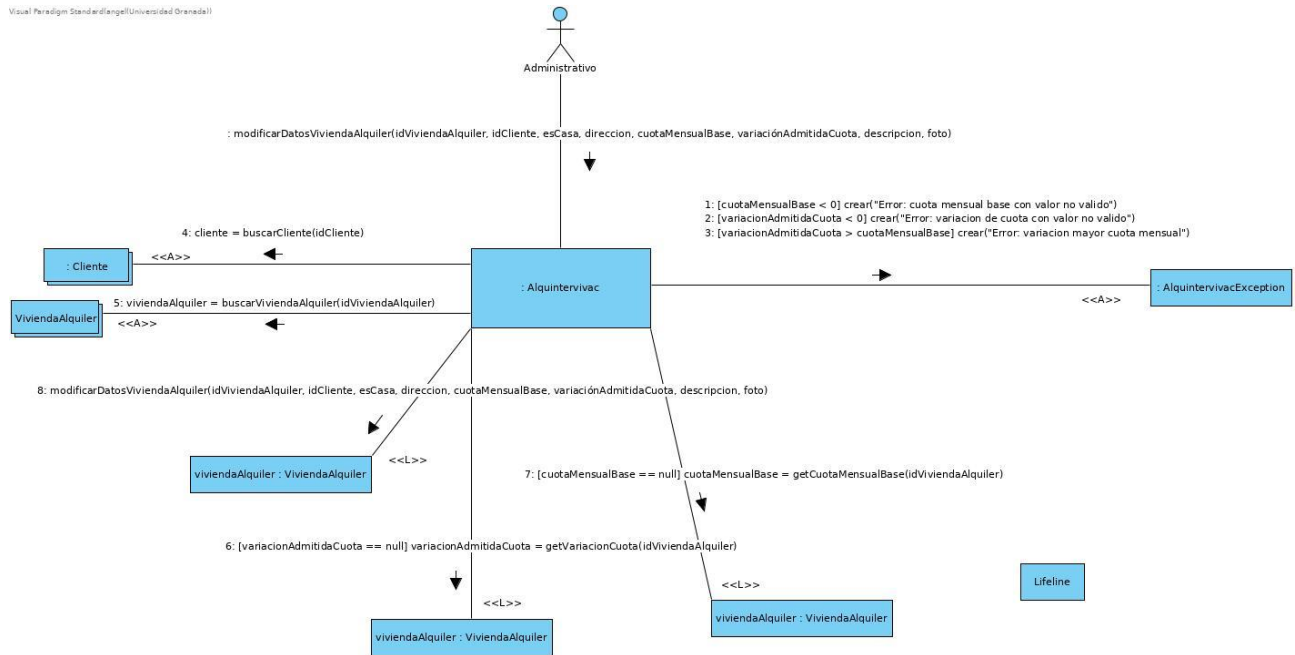 Visual Paradigm Standard(angel(Universidad Granada))
Administrativo
: modificarDatosViviendaAlquiler(idViviendaAlquiler, idCliente, esCasa, direccion, cuotaMensualBase, variaciónAdmitidaCuota, descripcion, foto)
1: [cuotaMensualBase < 0] crear("Error: cuota mensual base con valor no valido")
2: [variacionAdmitidaCuota < 0] crear("Error: variacion de cuota con valor no valido")
3: [variacionAdmitidaCuota > cuotaMensualBase] crear("Error: variacion mayor cuota mensual")
4: cliente = buscarCliente(idCliente)
<<A>>
: Cliente
: Alquintervivac
: AlquintervivacException
<<A>>
5: viviendaAlquiler = buscarViviendaAlquiler(idViviendaAlquiler)
ViviendaAlquiler
<<A>>
8: modificarDatosViviendaAlquiler(idViviendaAlquiler, idCliente, esCasa, direccion, cuotaMensualBase, variaciónAdmitidaCuota, descripcion, foto)
<<L>>
viviendaAlquiler : ViviendaAlquiler
7: [cuotaMensualBase == null] cuotaMensualBase = getCuotaMensualBase(idViviendaAlquiler)
6: [variacionAdmitidaCuota == null] variacionAdmitidaCuota = getVariacionCuota(idViviendaAlquiler)
Lifeline
<<L>>
<<L>>
viviendaAlquiler : ViviendaAlquiler
viviendaAlquiler : ViviendaAlquiler